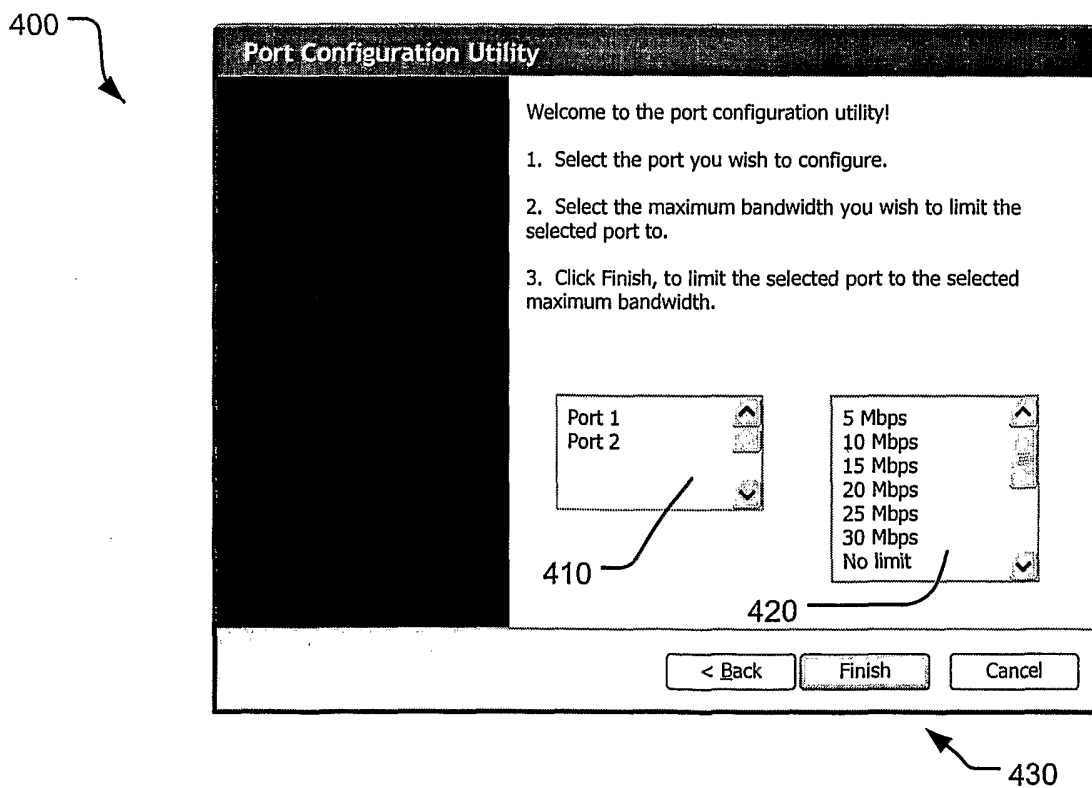 400
Port Configuration Utility
Welcome to the port configuration utility!
1. Select the port you wish to configure.
2. Select the maximum bandwidth you wish to limit the
selected port to.
3. Click Finish, to limit the selected port to the selected
maximum bandwidth.
Port 1
Port 2
410
5 Mbps
10 Mbps
15 Mbps
20 Mbps
25 Mbps
30 Mbps
No limit
420
< Back
Finish
Cancel
430